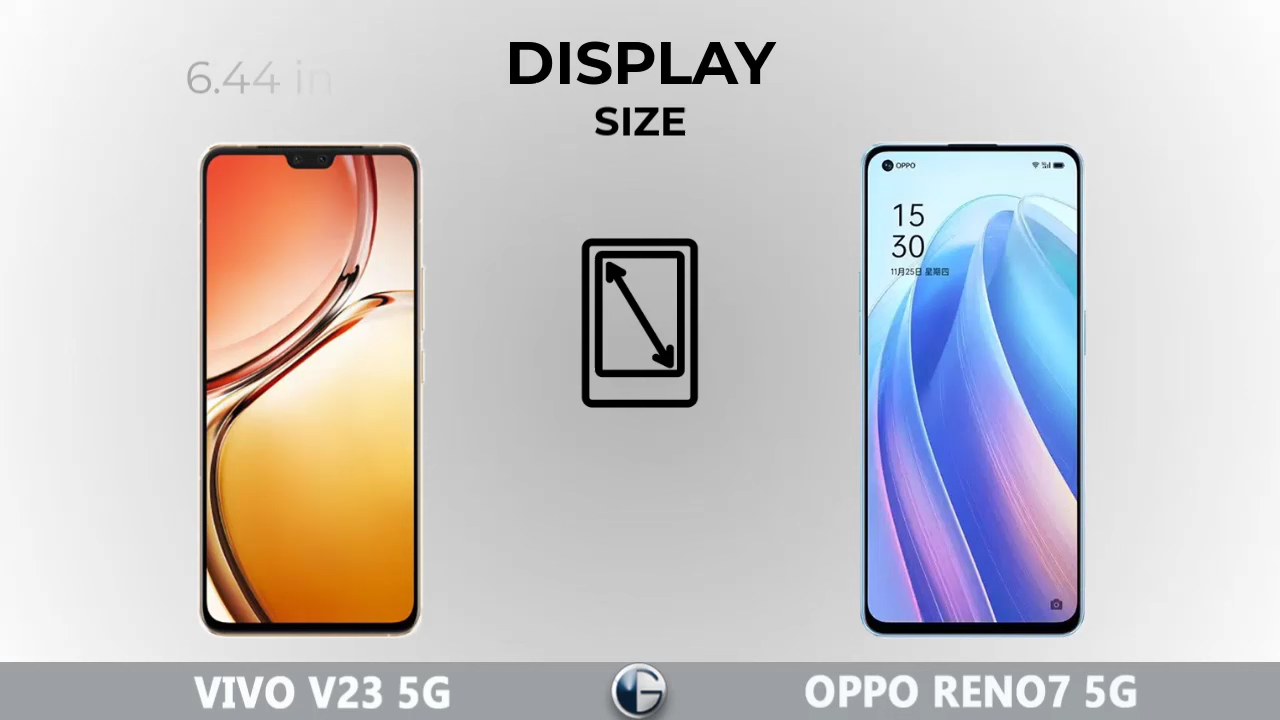 DISPLAY
SIZE
6.44 in
OPPO
15
30
11月25日 星期四
VIVO V23 5G
G
OPPO RENO7 5G